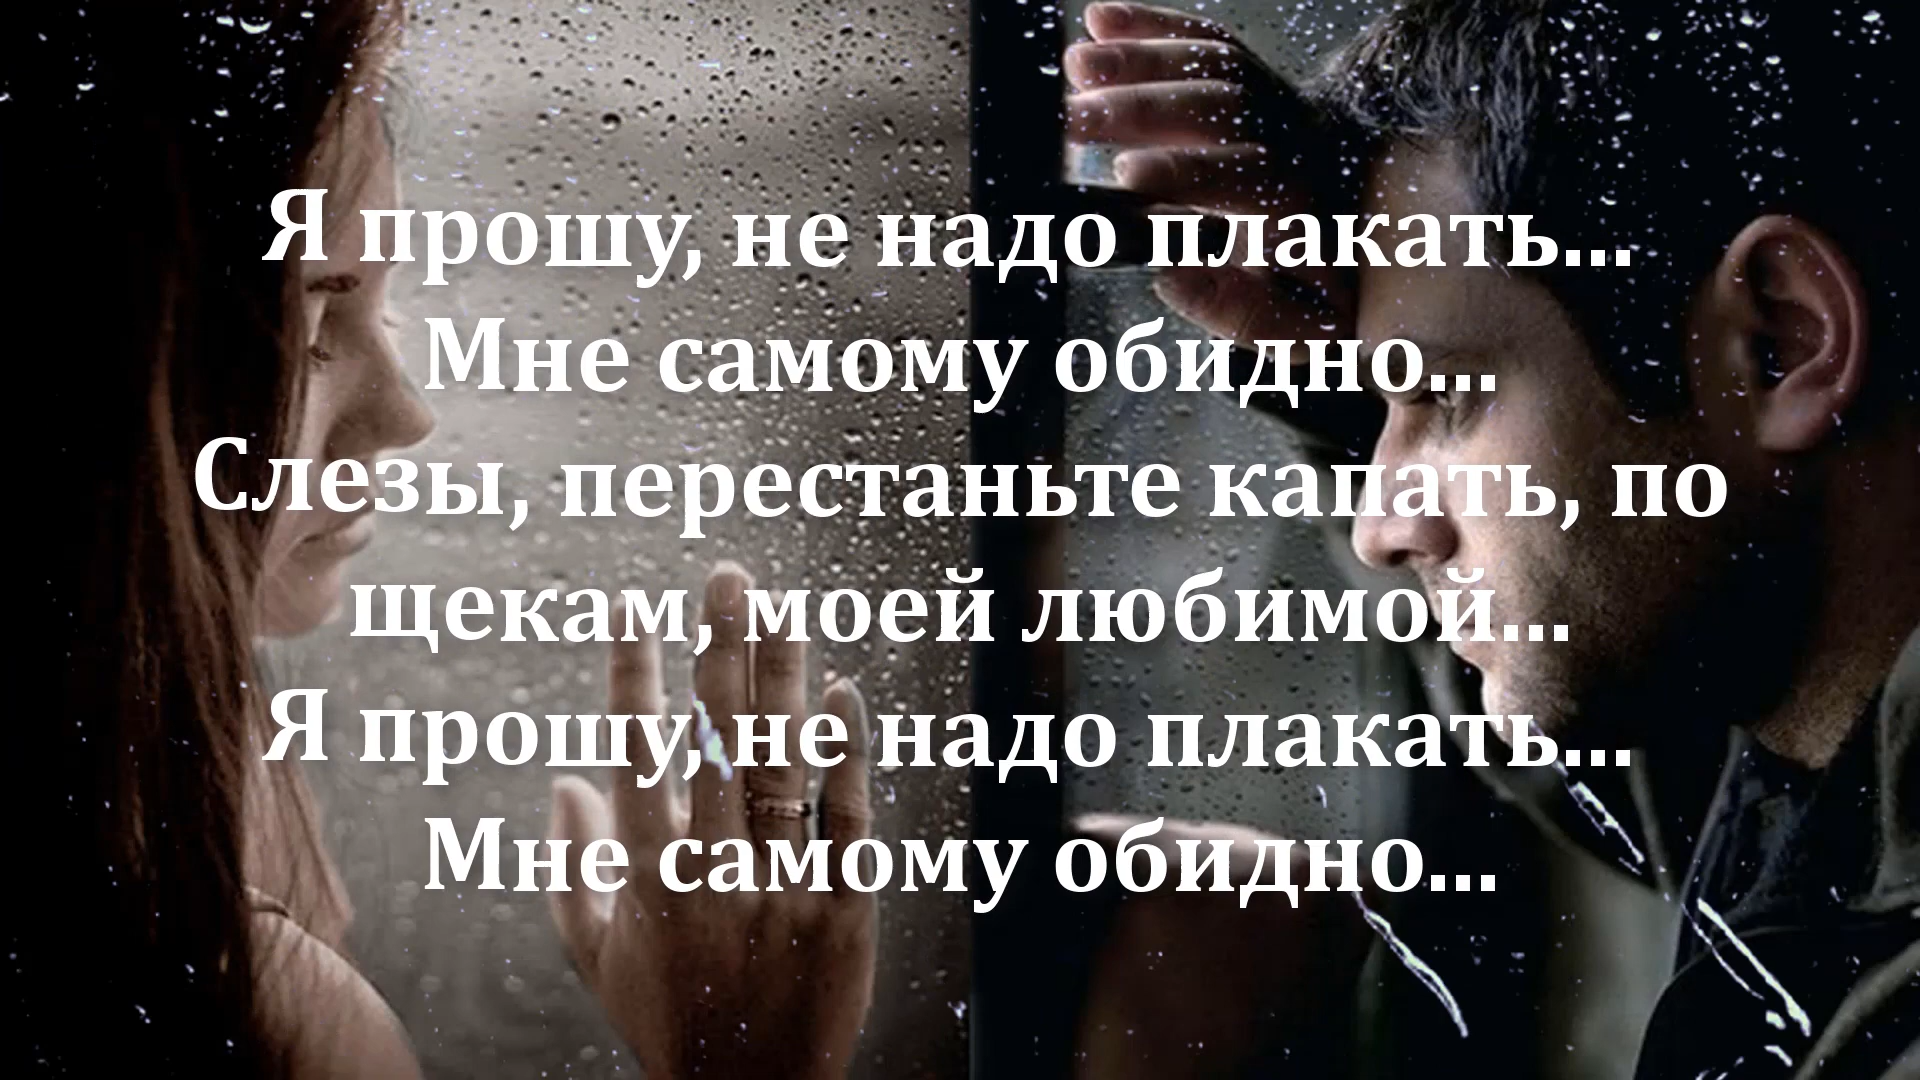 Я прошу, не надо плакать...
Мне самому обидно...
Слезы, перестаньте капать, по
щекам, моей любимой...
Я прошу, не надо плакать...
Мне самому обидно...